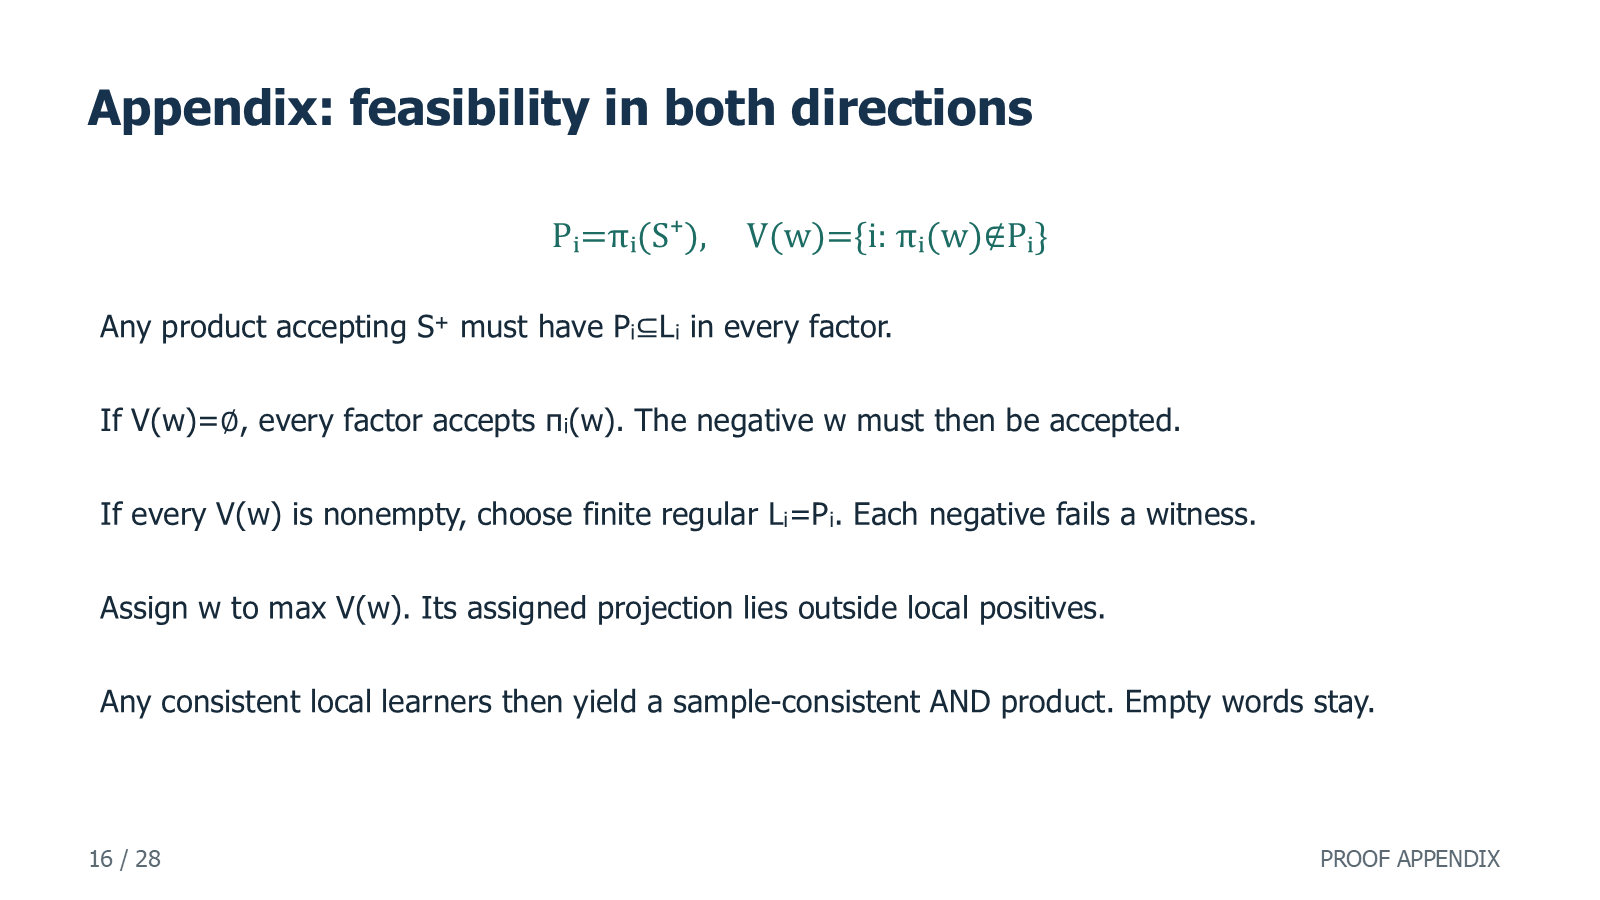 Appendix: feasibility in both directions
Pᵢ=πᵢ(S⁺), V(w)={i: πᵢ(w)∉Pᵢ}
Any product accepting S⁺ must have Pᵢ⊆Lᵢ in every factor.
If V(w)=∅, every factor accepts πᵢ(w). The negative w must then be accepted.
If every V(w) is nonempty, choose finite regular Lᵢ=Pᵢ. Each negative fails a witness.
Assign w to max V(w). Its assigned projection lies outside local positives.
Any consistent local learners then yield a sample-consistent AND product. Empty words stay.
16 / 28
PROOF APPENDIX